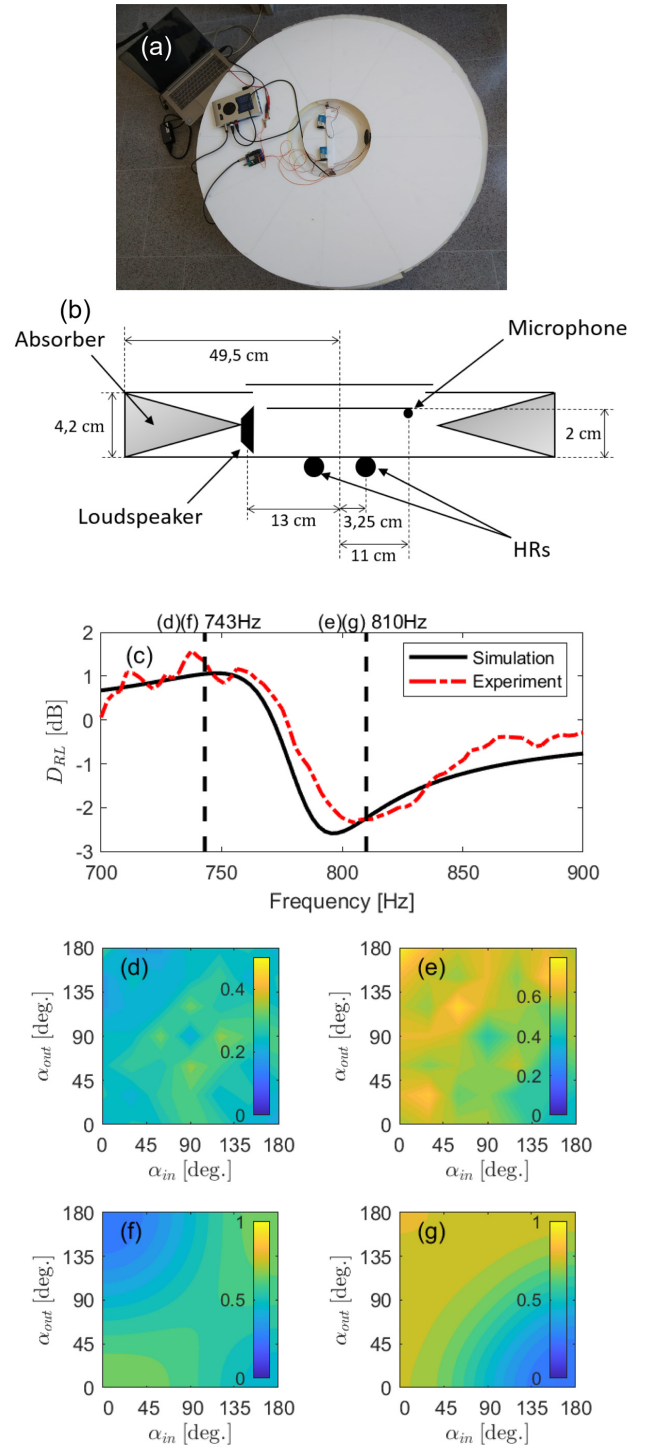 (a)
(b)
Absorber
Microphone
49,5 cm
4,2 cm
2 cm
Loudspeaker
13 cm
3,25 cm
11 cm
HRs
(d)(f) 743Hz
(e)(g) 810Hz
(c)
Simulation
Experiment
2
1
0
-1
-2
-3
D_RL [dB]
700
750
800
850
900
Frequency [Hz]
(d)
180
135
90
45
0
α_out [deg.]
0.4
0.2
0
0
45
90
135
180
α_in [deg.]
(e)
180
135
90
45
0
α_out [deg.]
0.6
0.4
0.2
0
0
45
90
135
180
α_in [deg.]
(f)
180
135
90
45
0
α_out [deg.]
1
0.5
0
0
45
90
135
180
α_in [deg.]
(g)
180
135
90
45
0
α_out [deg.]
1
0.5
0
0
45
90
135
180
α_in [deg.]